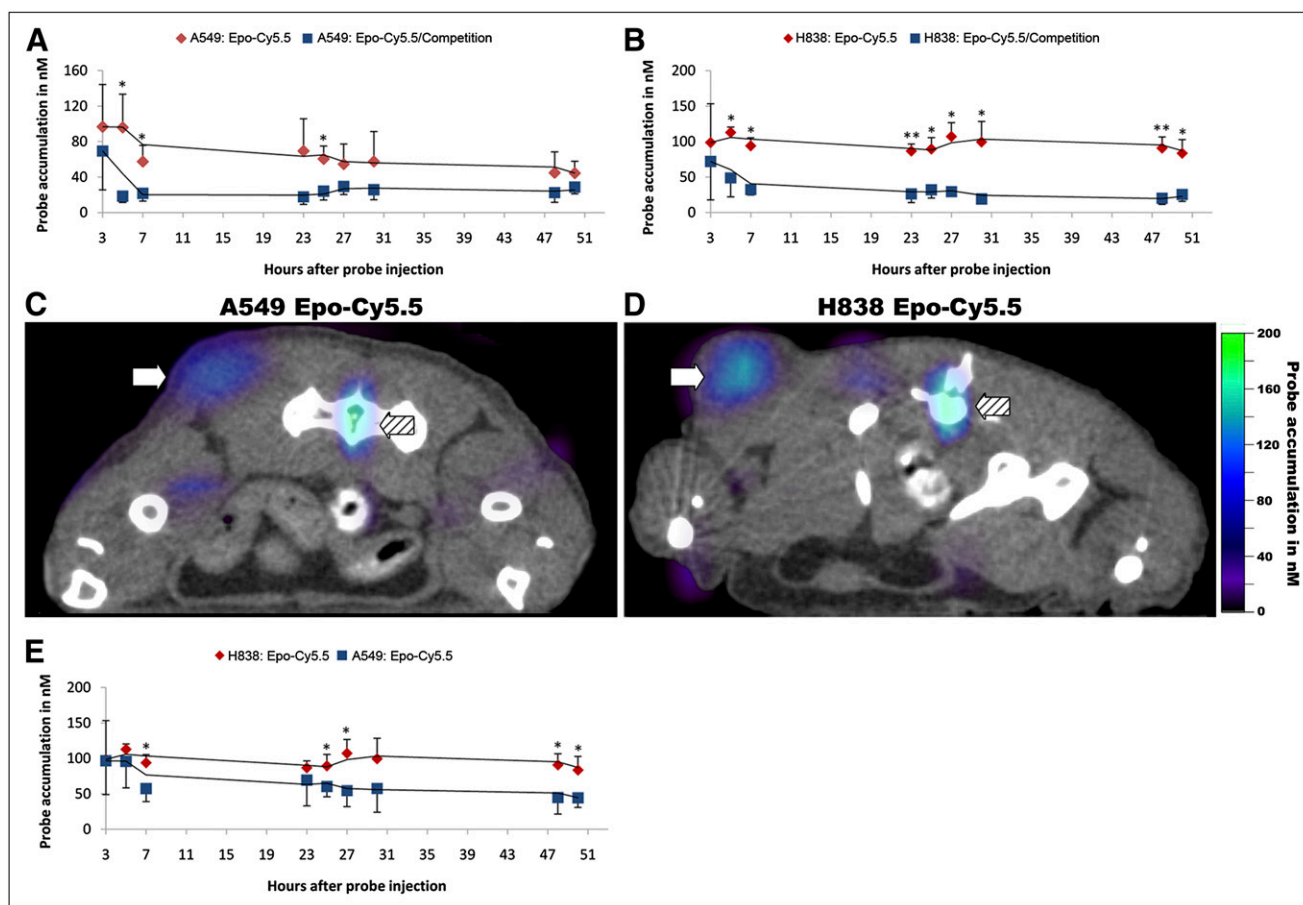 A
A549: Epo-Cy5.5 A549: Epo-Cy5.5/Competition
Probe accumulation in nM
160
120
80
40
0
* * *
3 7 11 15 19 23 27 31 35 39 43 47 51
Hours after probe injection
B
H838: Epo-Cy5.5 H838: Epo-Cy5.5/Competition
Probe accumulation in nM
200
150
100
50
0
* * ** * * * ** *
3 7 11 15 19 23 27 31 35 39 43 47 51
Hours after probe injection
C A549 Epo-Cy5.5
D H838 Epo-Cy5.5
200
160
120
80
40
0
Probe accumulation in nM
E
H838: Epo-Cy5.5 A549: Epo-Cy5.5
Probe accumulation in nM
200
150
100
50
0
* * * * *
3 7 11 15 19 23 27 31 35 39 43 47 51
Hours after probe injection